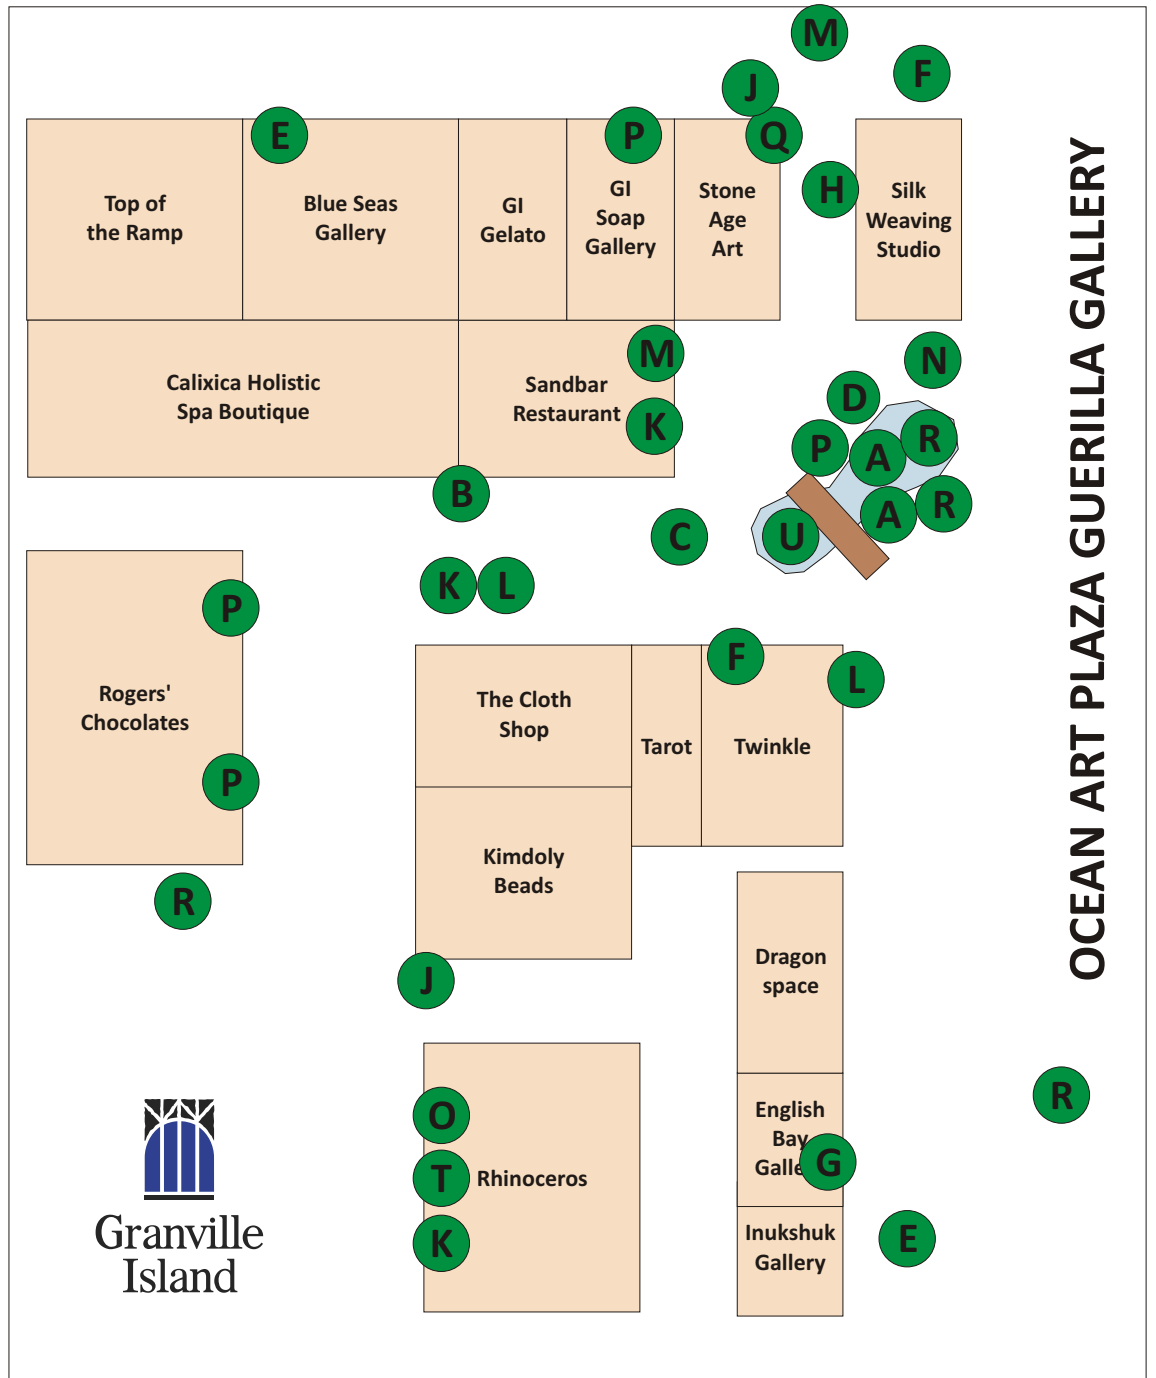 M
F
J
E
P
Q
H
Top of
the Ramp
Blue Seas
Gallery
GI
Gelato
GI
Soap
Gallery
Stone
Age
Art
Silk
Weaving
Studio
OCEAN ART PLAZA GUERILLA GALLERY
Calixica Holistic
Spa Boutique
Sandbar
Restaurant
M
K
N
D
P
A
R
B
C
U
A
R
K
L
P
Rogers'
Chocolates
P
R
The Cloth
Shop
Tarot
Twinkle
F
L
Kimdoly
Beads
J
Dragon
space
O
T
K
Rhinoceros
English
Bay
Galle
G
Inukshuk
Gallery
E
R
Granville
Island